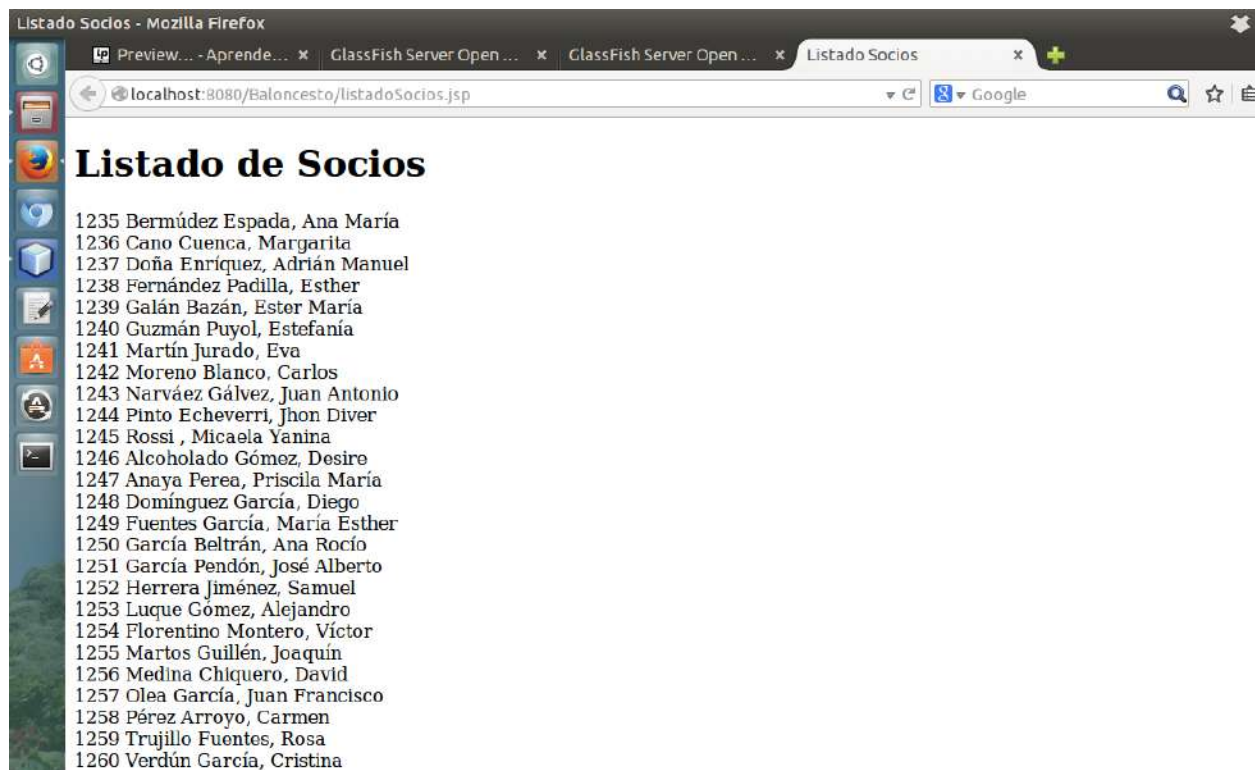 Listado Socios - Mozilla Firefox
Preview... - Aprende... GlassFish Server Open ... GlassFish Server Open ... Listado Socios
localhost:8080/Baloncesto/listadoSocios.jsp Google
Listado de Socios
1235 Bermúdez Espada, Ana María
1236 Cano Cuenca, Margarita
1237 Doña Enríquez, Adrián Manuel
1238 Fernández Padilla, Esther
1239 Galán Bazán, Ester María
1240 Guzmán Puyol, Estefanía
1241 Martín Jurado, Eva
1242 Moreno Blanco, Carlos
1243 Narváez Gálvez, Juan Antonio
1244 Pinto Echeverri, Jhon Diver
1245 Rossi , Micaela Yanina
1246 Alcoholado Gómez, Desire
1247 Anaya Perea, Priscila María
1248 Domínguez García, Diego
1249 Fuentes García, María Esther
1250 García Beltrán, Ana Rocío
1251 García Pendón, José Alberto
1252 Herrera Jiménez, Samuel
1253 Luque Gómez, Alejandro
1254 Florentino Montero, Víctor
1255 Martos Guillén, Joaquín
1256 Medina Chiquero, David
1257 Olea García, Juan Francisco
1258 Pérez Arroyo, Carmen
1259 Trujillo Fuentes, Rosa
1260 Verdún García, Cristina